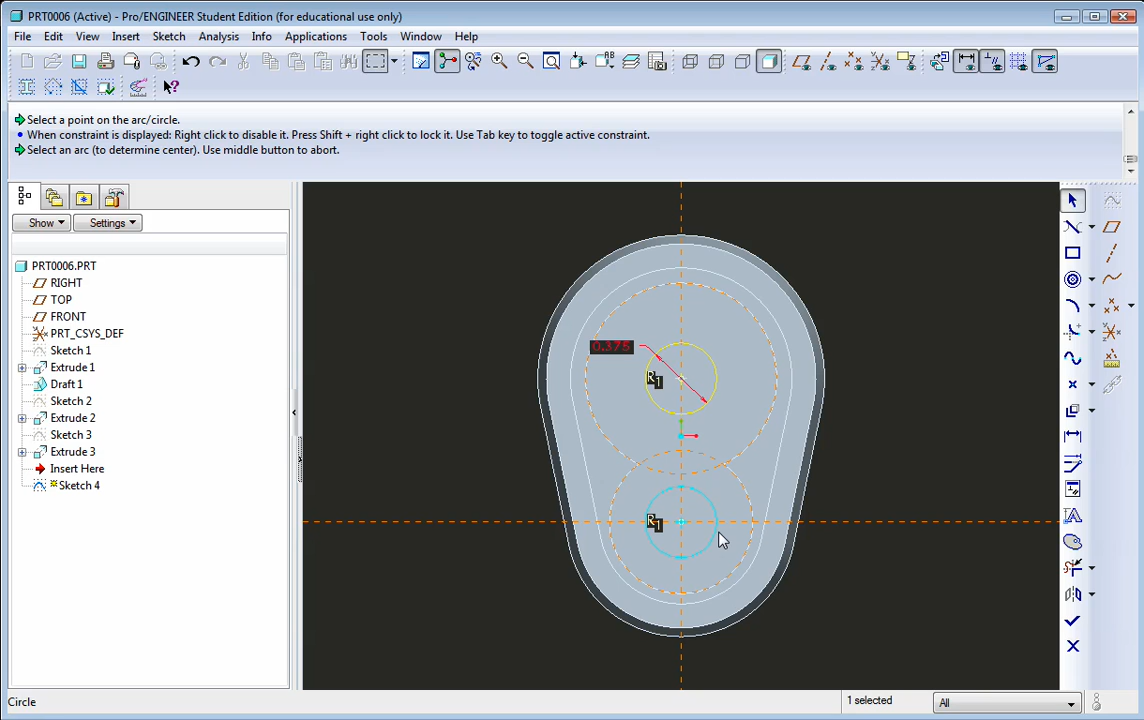 PRT0006 (Active) - Pro/ENGINEER Student Edition (for educational use only)
File Edit View Insert Sketch Analysis Info Applications Tools Window Help
Select a point on the arc/circle.
When constraint is displayed: Right click to disable it. Press Shift + right click to lock it. Use Tab key to toggle active constraint.
Select an arc (to determine center). Use middle button to abort.
Show Settings
PRT0006.PRT
RIGHT
TOP
FRONT
PRT_CSYS_DEF
Sketch 1
Extrude 1
Draft 1
Sketch 2
Extrude 2
Sketch 3
Extrude 3
Insert Here
Sketch 4
0.375
R1
R1
Circle
1 selected
All